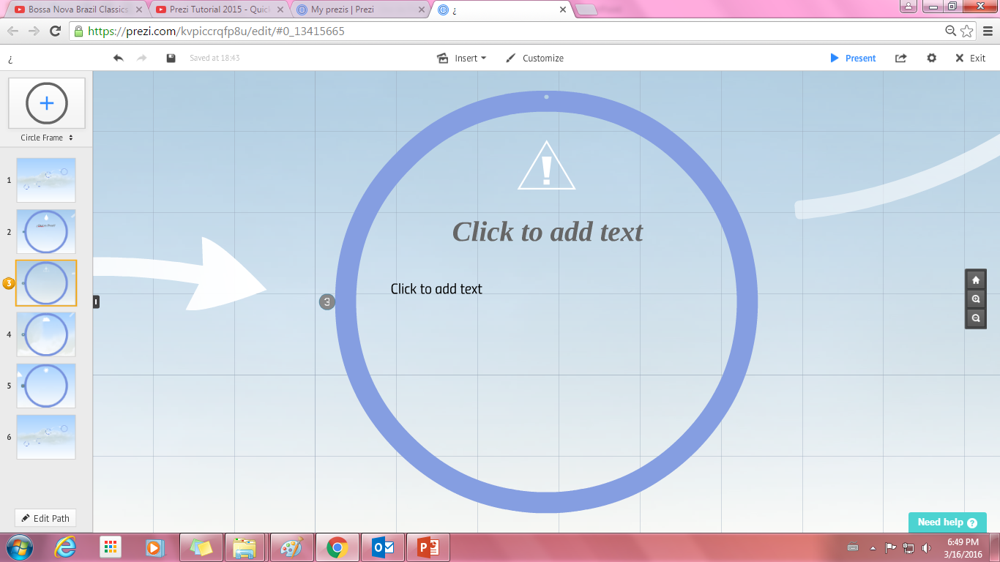 Bossa Nova Brazil Classics
Prezi Tutorial 2015 - Quick
My prezis | Prezi
¿
https://prezi.com/kvpiccrqfp8u/edit/#0_13415665
¿
Saved at 18:43
Insert
Customize
Present
Exit
Circle Frame
1
2
3
4
5
6
Edit Path
Click to add text
Click to add text
3
Need help ?
6:49 PM
3/16/2016